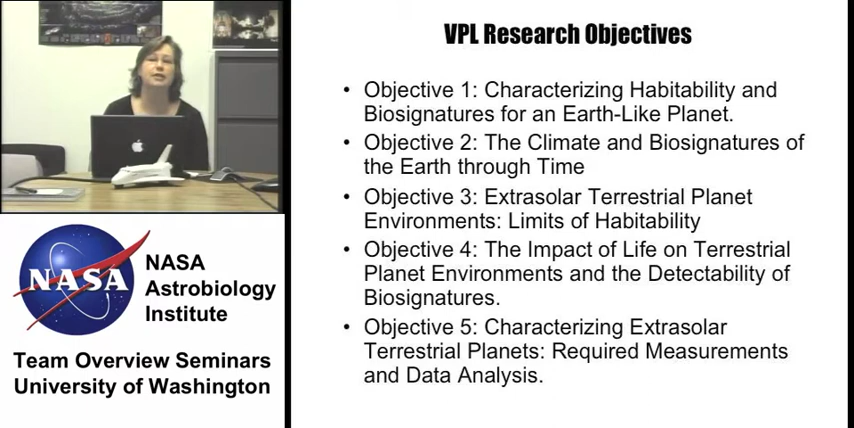 VPL Research Objectives
• Objective 1: Characterizing Habitability and
Biosignatures for an Earth-Like Planet.
• Objective 2: The Climate and Biosignatures of
the Earth through Time
• Objective 3: Extrasolar Terrestrial Planet
Environments: Limits of Habitability
• Objective 4: The Impact of Life on Terrestrial
Planet Environments and the Detectability of
Biosignatures.
• Objective 5: Characterizing Extrasolar
Terrestrial Planets: Required Measurements
and Data Analysis.
NASA
NASA
Astrobiology
Institute
Team Overview Seminars
University of Washington